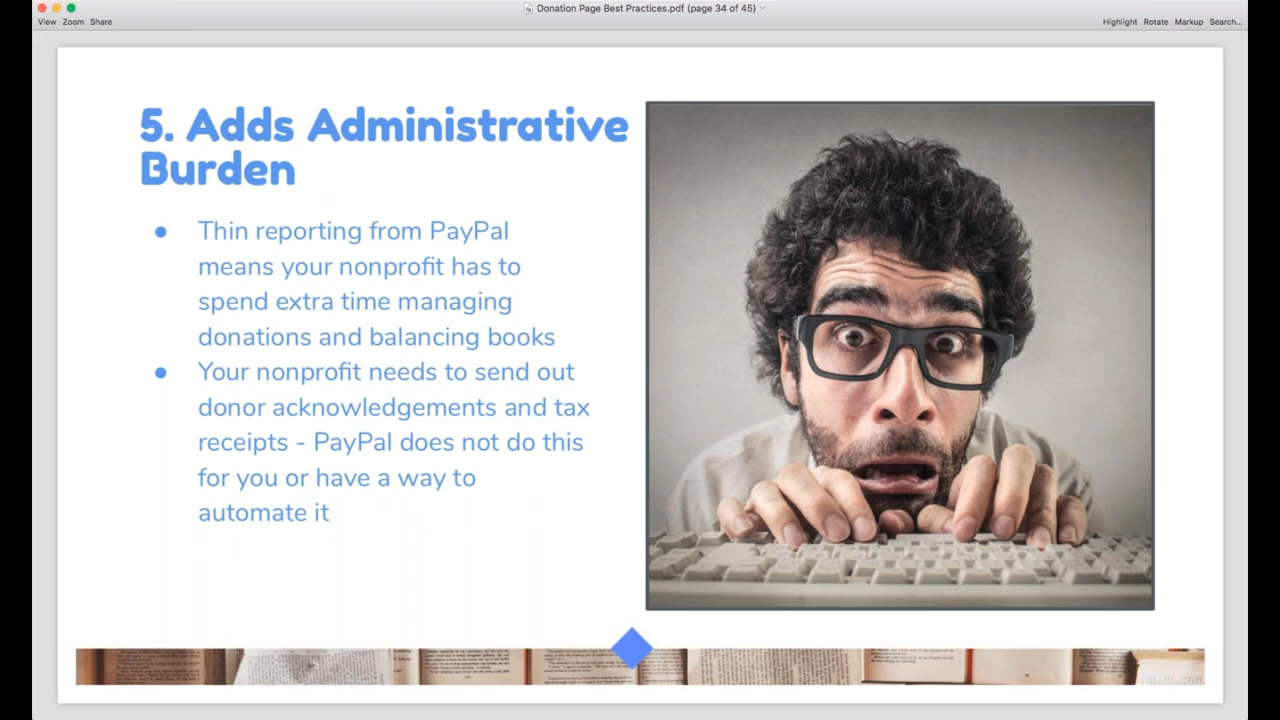 Donation Page Best Practices.pdf (page 34 of 45)
View Zoom Share
Highlight Rotate Markup Search...
5. Adds Administrative
Burden
● Thin reporting from PayPal
means your nonprofit has to
spend extra time managing
donations and balancing books
● Your nonprofit needs to send out
donor acknowledgements and tax
receipts - PayPal does not do this
for you or have a way to
automate it